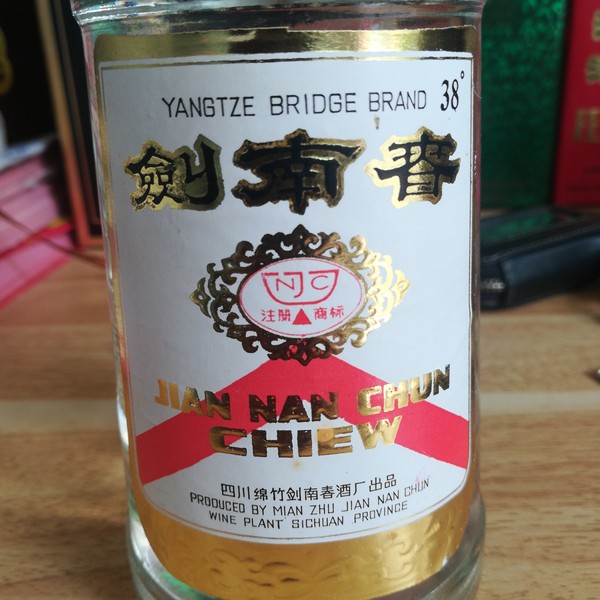 YANGTZE BRIDGE BRAND 38°
劍南春
NJC
注册 商标
JIAN NAN CHUN
CHIEW
四川绵竹剑南春酒厂出品
PRODUCED BY MIAN ZHU JIAN NAN CHUN
WINE PLANT SICHUAN PROVINCE